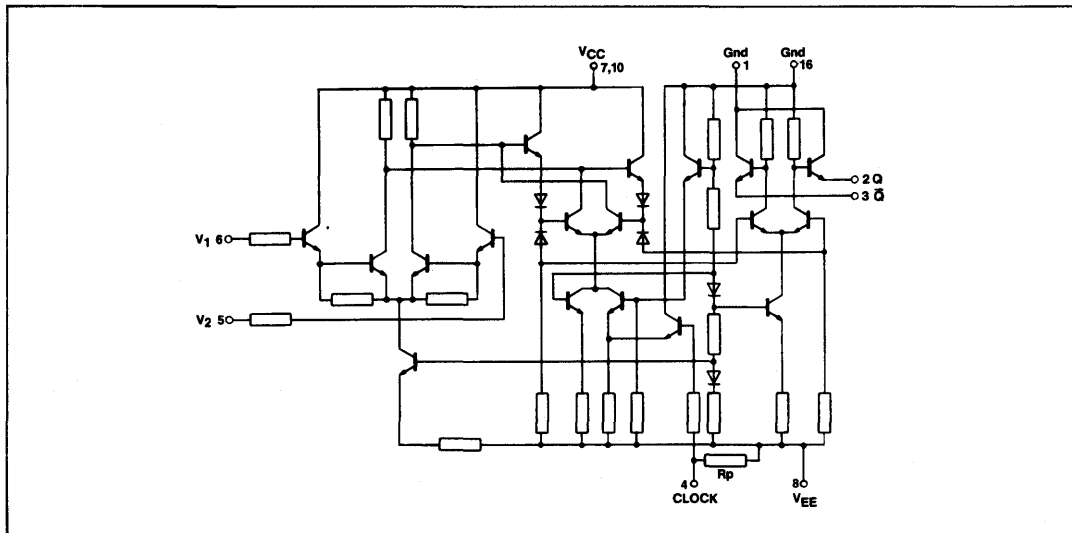 VCC
7,10
Gnd
1
Gnd
16
2 Q
3 Q̅
V1 6
V2 5
Rp
4
CLOCK
8
VEE